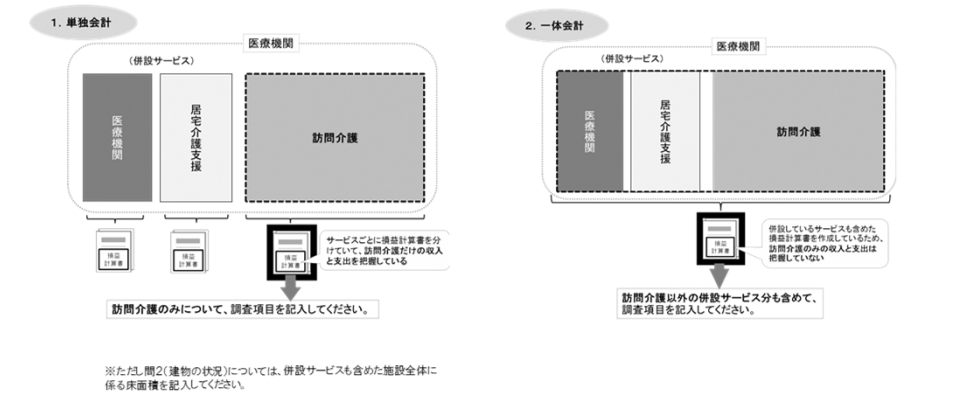 1. 単独会計
医療機関
（併設サービス）
医療機関
居宅介護支援
訪問介護
損益
計算書
損益
計算書
損益
計算書
サービスごとに損益計算書を分
けていて、訪問介護だけの収入
と支出を把握している
訪問介護のみについて、調査項目を記入してください。
※ただし問2（建物の状況）については、併設サービスも含めた施設全体に
係る床面積を記入してください。
2. 一体会計
医療機関
（併設サービス）
医療機関
居宅介護支援
訪問介護
損益
計算書
併設しているサービスも含めた
損益計算書を作成しているため、
訪問介護のみの収入と支出は
把握していない
訪問介護以外の併設サービス分も含めて、
調査項目を記入してください。